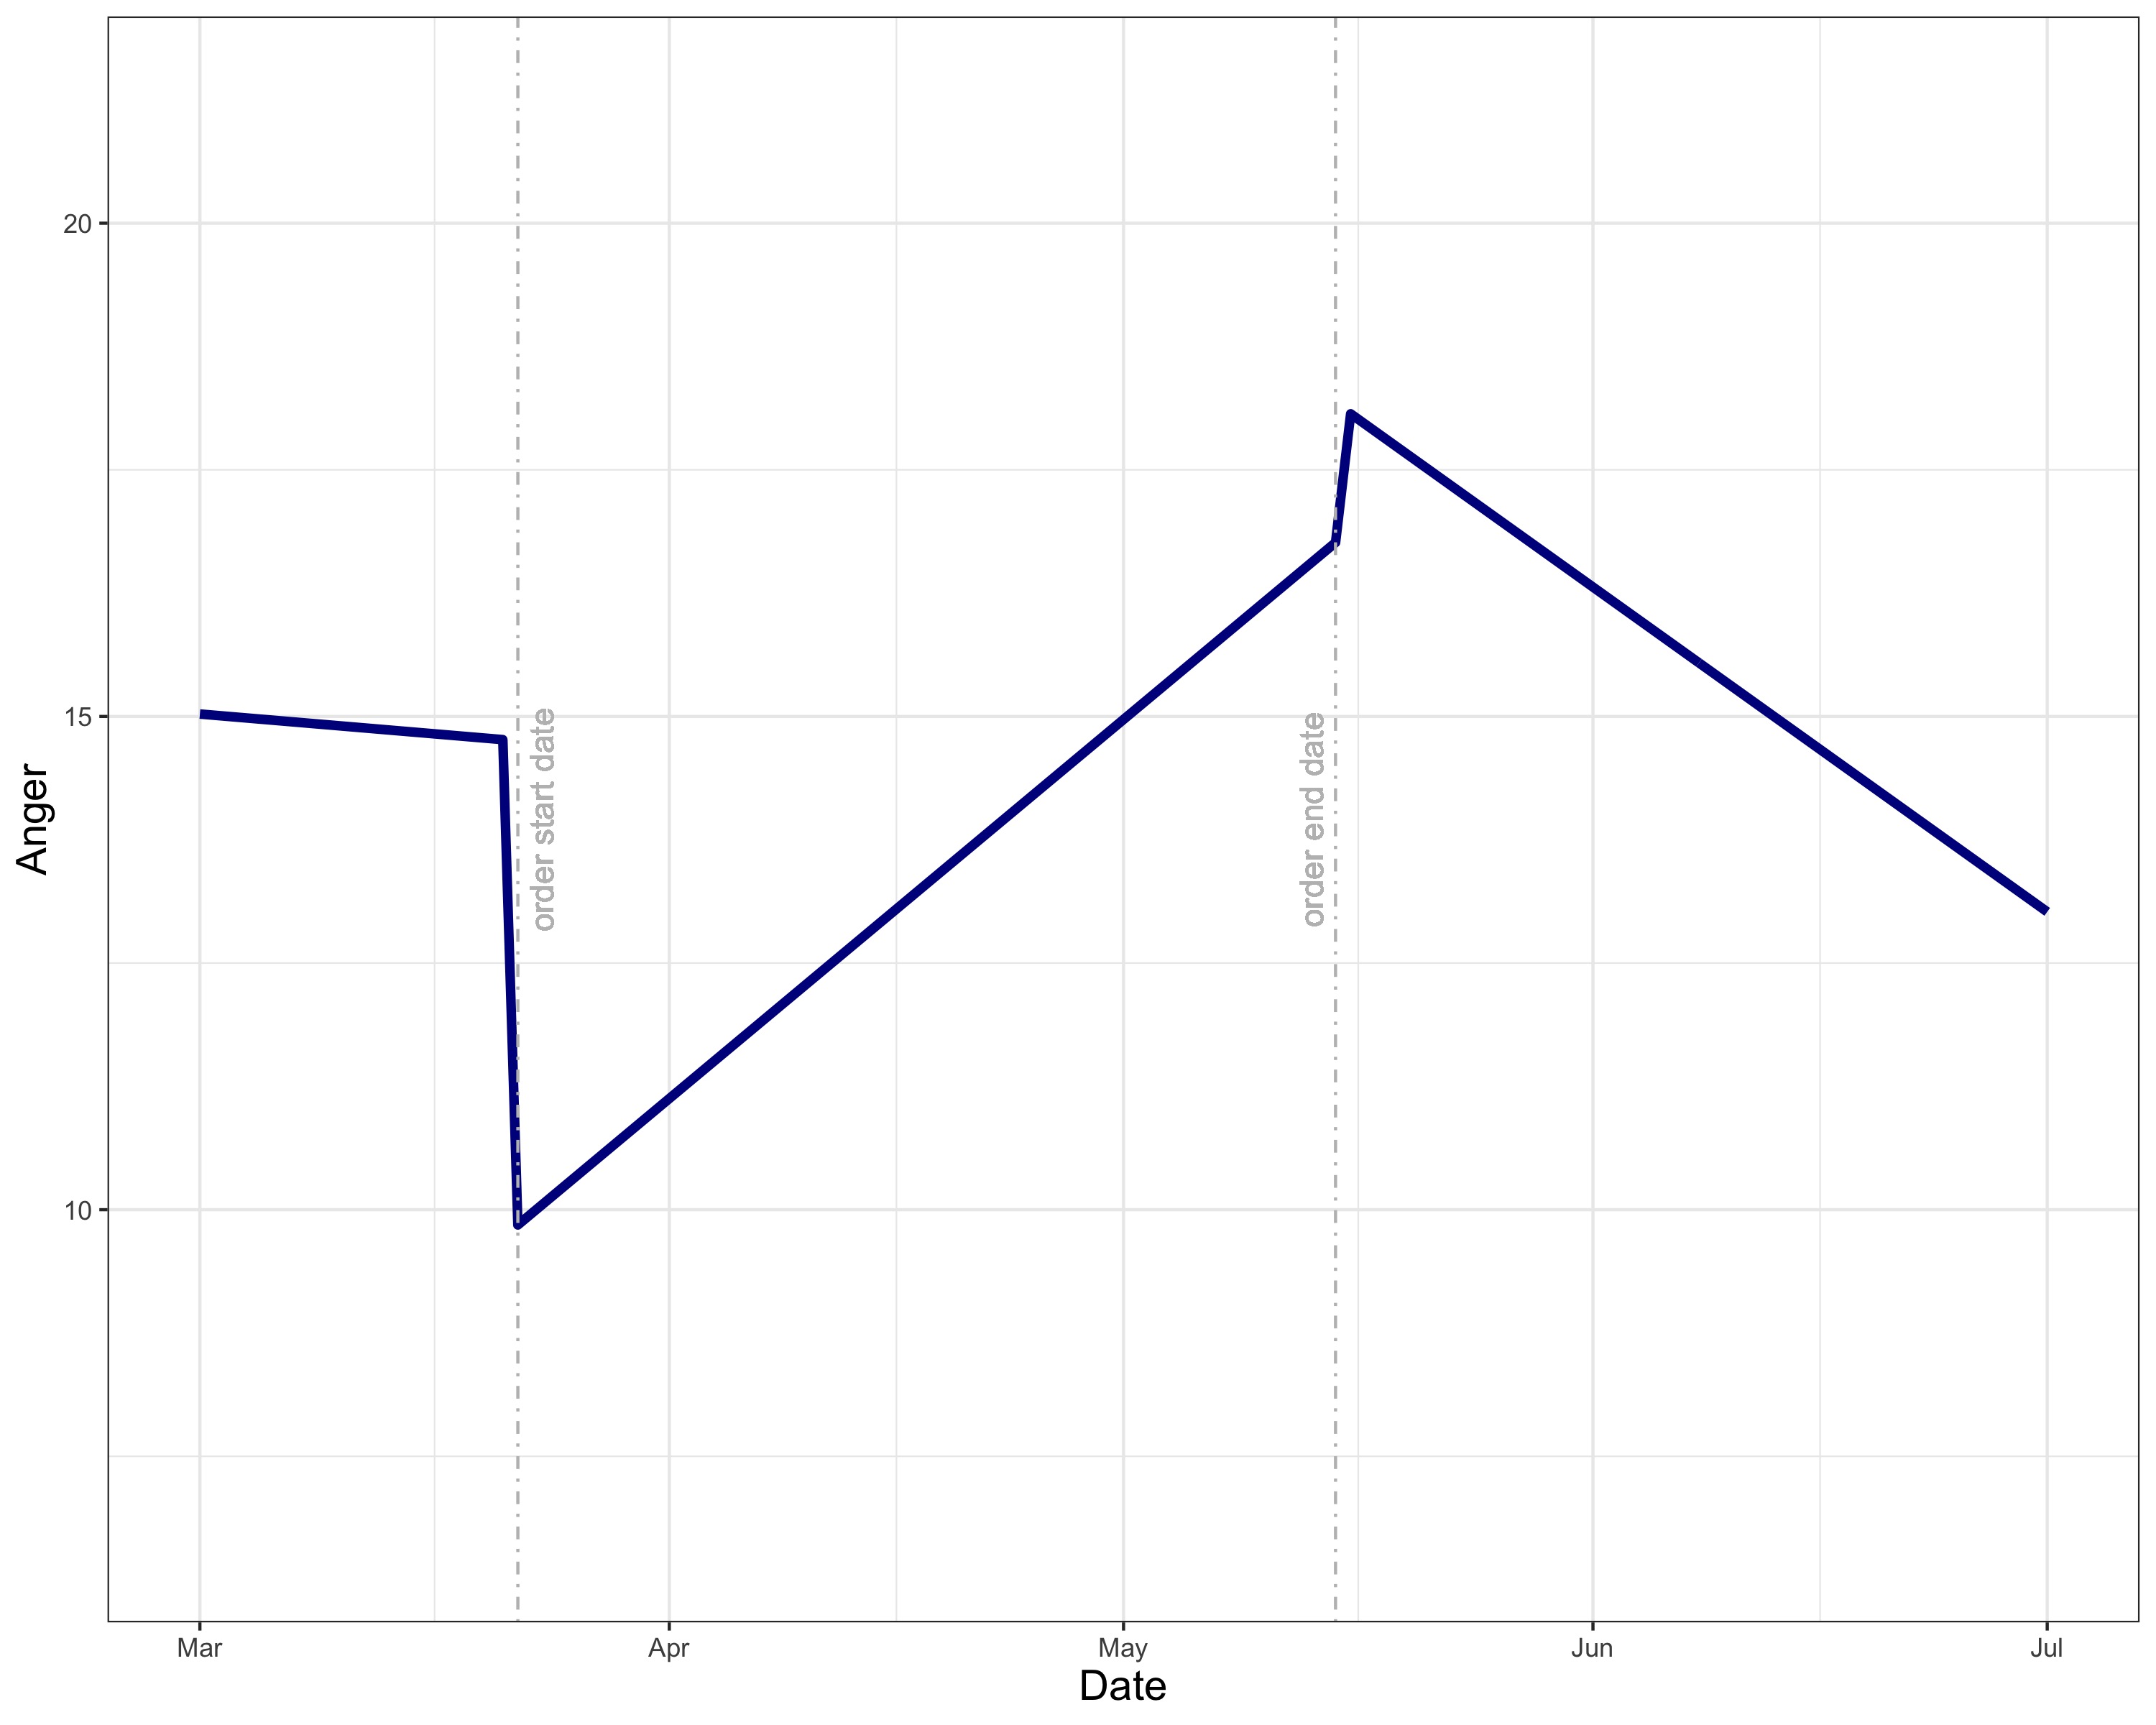 20
15
10
Anger
order start date
order end date
Mar
Apr
May
Jun
Jul
Date